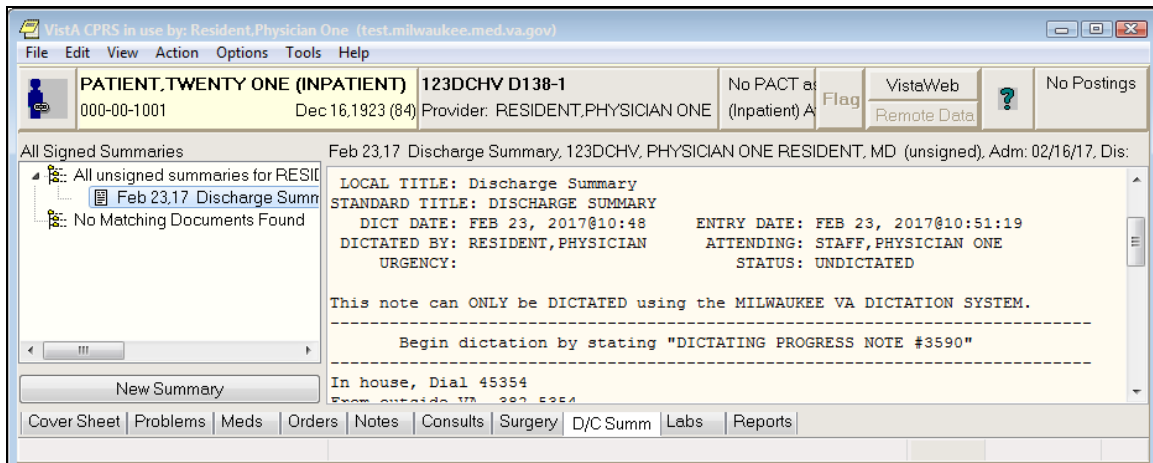 VistA CPRS in use by: Resident,Physician One (test.milwaukee.med.va.gov)
File Edit View Action Options Tools Help
PATIENT,TWENTY ONE (INPATIENT)
000-00-1001 Dec 16,1923 (84)
123DCHV D138-1
Provider: RESIDENT,PHYSICIAN ONE
No PACT as
(Inpatient) A
Flag
VistaWeb
Remote Data
?
No Postings
All Signed Summaries
All unsigned summaries for RESID
Feb 23,17 Discharge Summ
No Matching Documents Found
New Summary
Feb 23,17 Discharge Summary, 123DCHV, PHYSICIAN ONE RESIDENT, MD (unsigned), Adm: 02/16/17, Dis:
LOCAL TITLE: Discharge Summary
STANDARD TITLE: DISCHARGE SUMMARY
DICT DATE: FEB 23, 2017@10:48 ENTRY DATE: FEB 23, 2017@10:51:19
DICTATED BY: RESIDENT,PHYSICIAN ATTENDING: STAFF,PHYSICIAN ONE
URGENCY: STATUS: UNDICTATED
This note can ONLY be DICTATED using the MILWAUKEE VA DICTATION SYSTEM.
-----------------------------------------------------------------------------
Begin dictation by stating "DICTATING PROGRESS NOTE #3590"
-----------------------------------------------------------------------------
In house, Dial 45354
From outside VA, 382-5354
Cover Sheet Problems Meds Orders Notes Consults Surgery D/C Summ Labs Reports